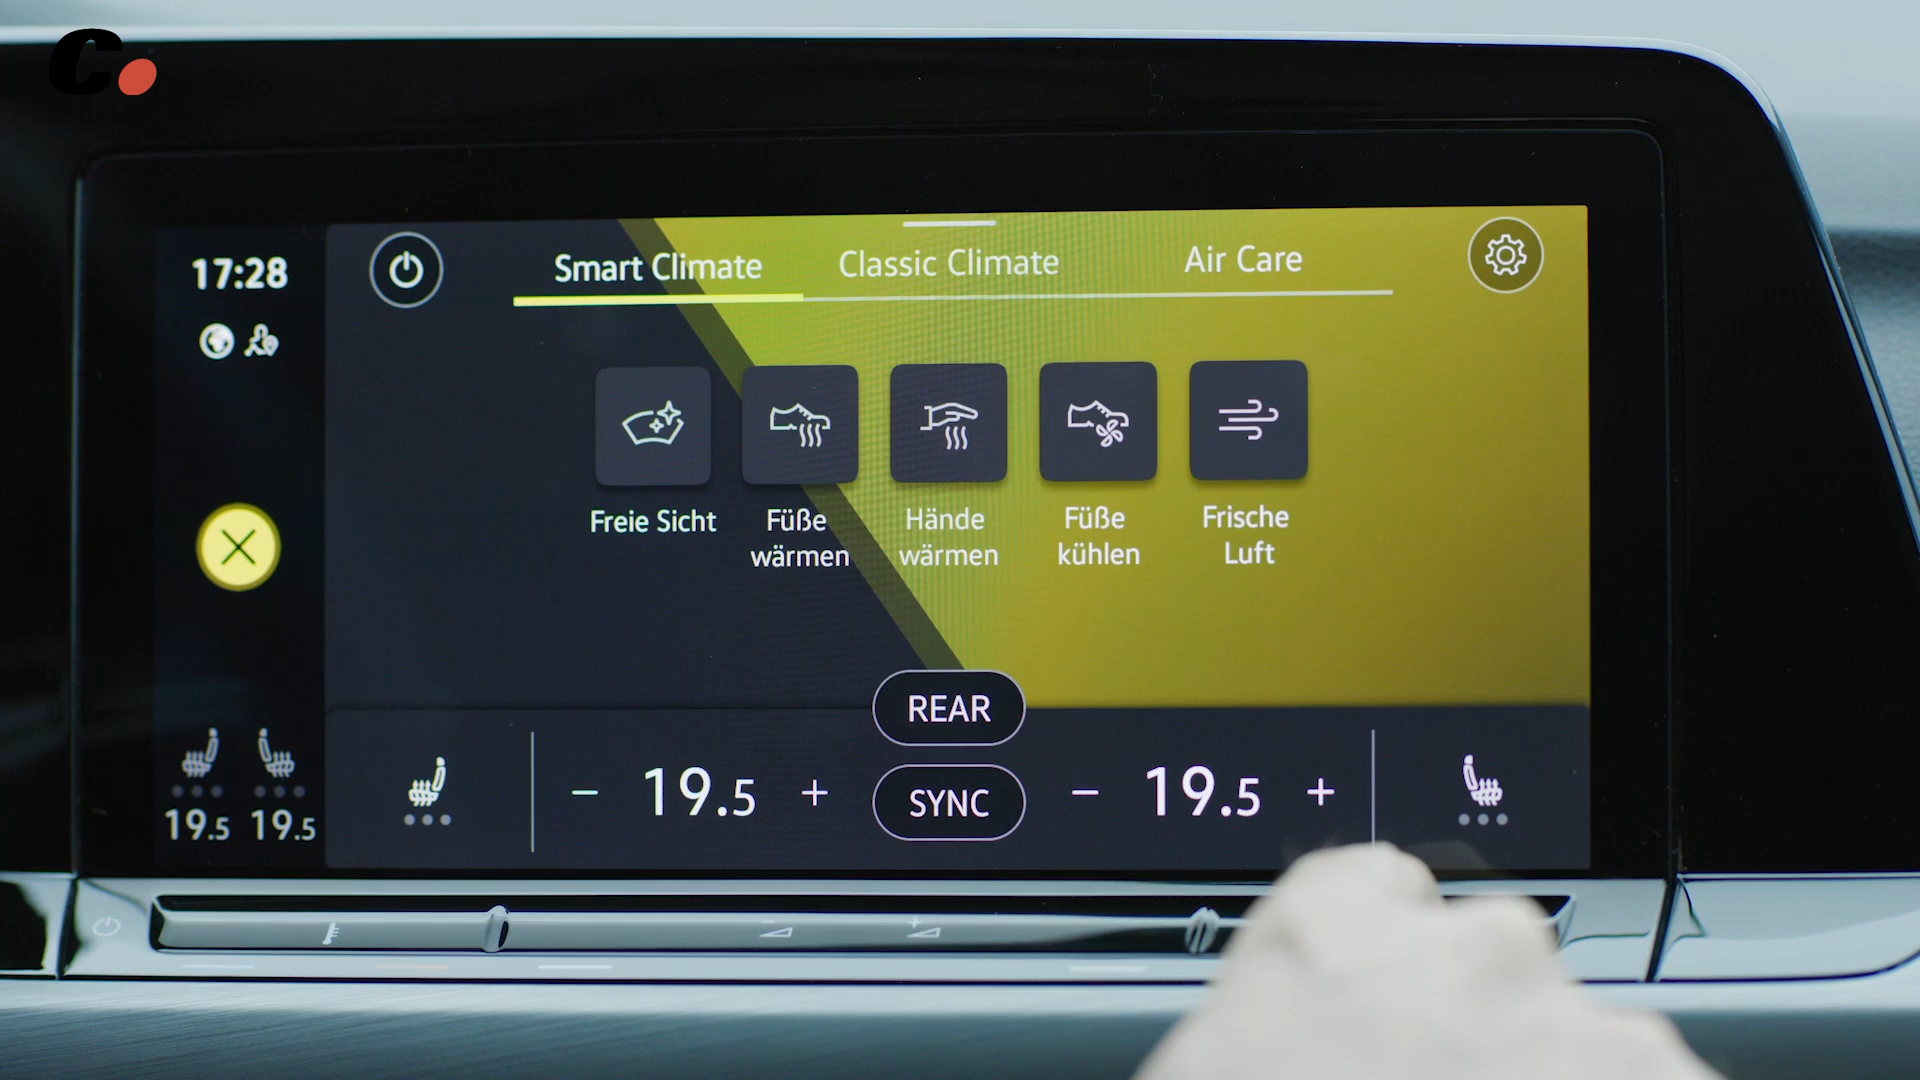 C.
17:28
Smart Climate
Classic Climate
Air Care
Freie Sicht
Füße
wärmen
Hände
wärmen
Füße
kühlen
Frische
Luft
REAR
SYNC
− 19.5 +
− 19.5 +
19.5 19.5